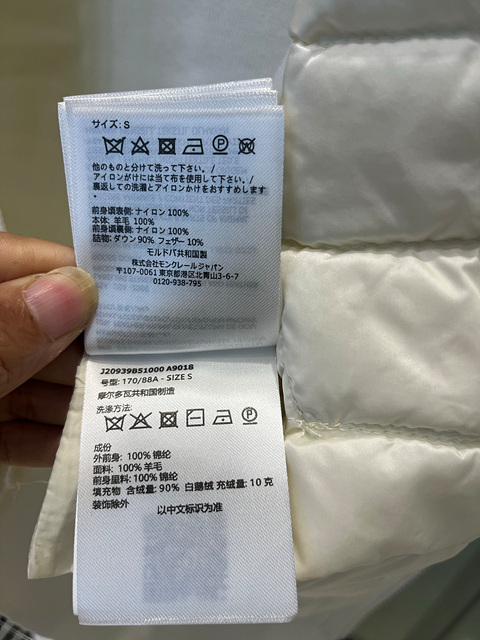 サイズ: S
他のものと分けて洗って下さい。/
アイロンがけには当て布を使用して下さい。/
裏返しての洗濯とアイロンかけをおすすめします
。
前身頃表側: ナイロン 100%
本体: 羊毛 100%
前身頃裏側: ナイロン 100%
詰物: ダウン 90% フェザー 10%
モルドバ共和国製
株式会社モンクレールジャパン
〒107-0061 東京都港区北青山3-6-7
0120-938-795
J20939B51000 A9018
号型: 170/88A - SIZE S
摩尔多瓦共和国制造
洗涤方法:
成份
外前身: 100% 锦纶
面料: 100% 羊毛
前身里料: 100% 锦纶
填充物 含绒量: 90% 白鹅绒 充绒量: 10 克
装饰除外
以中文标识为准